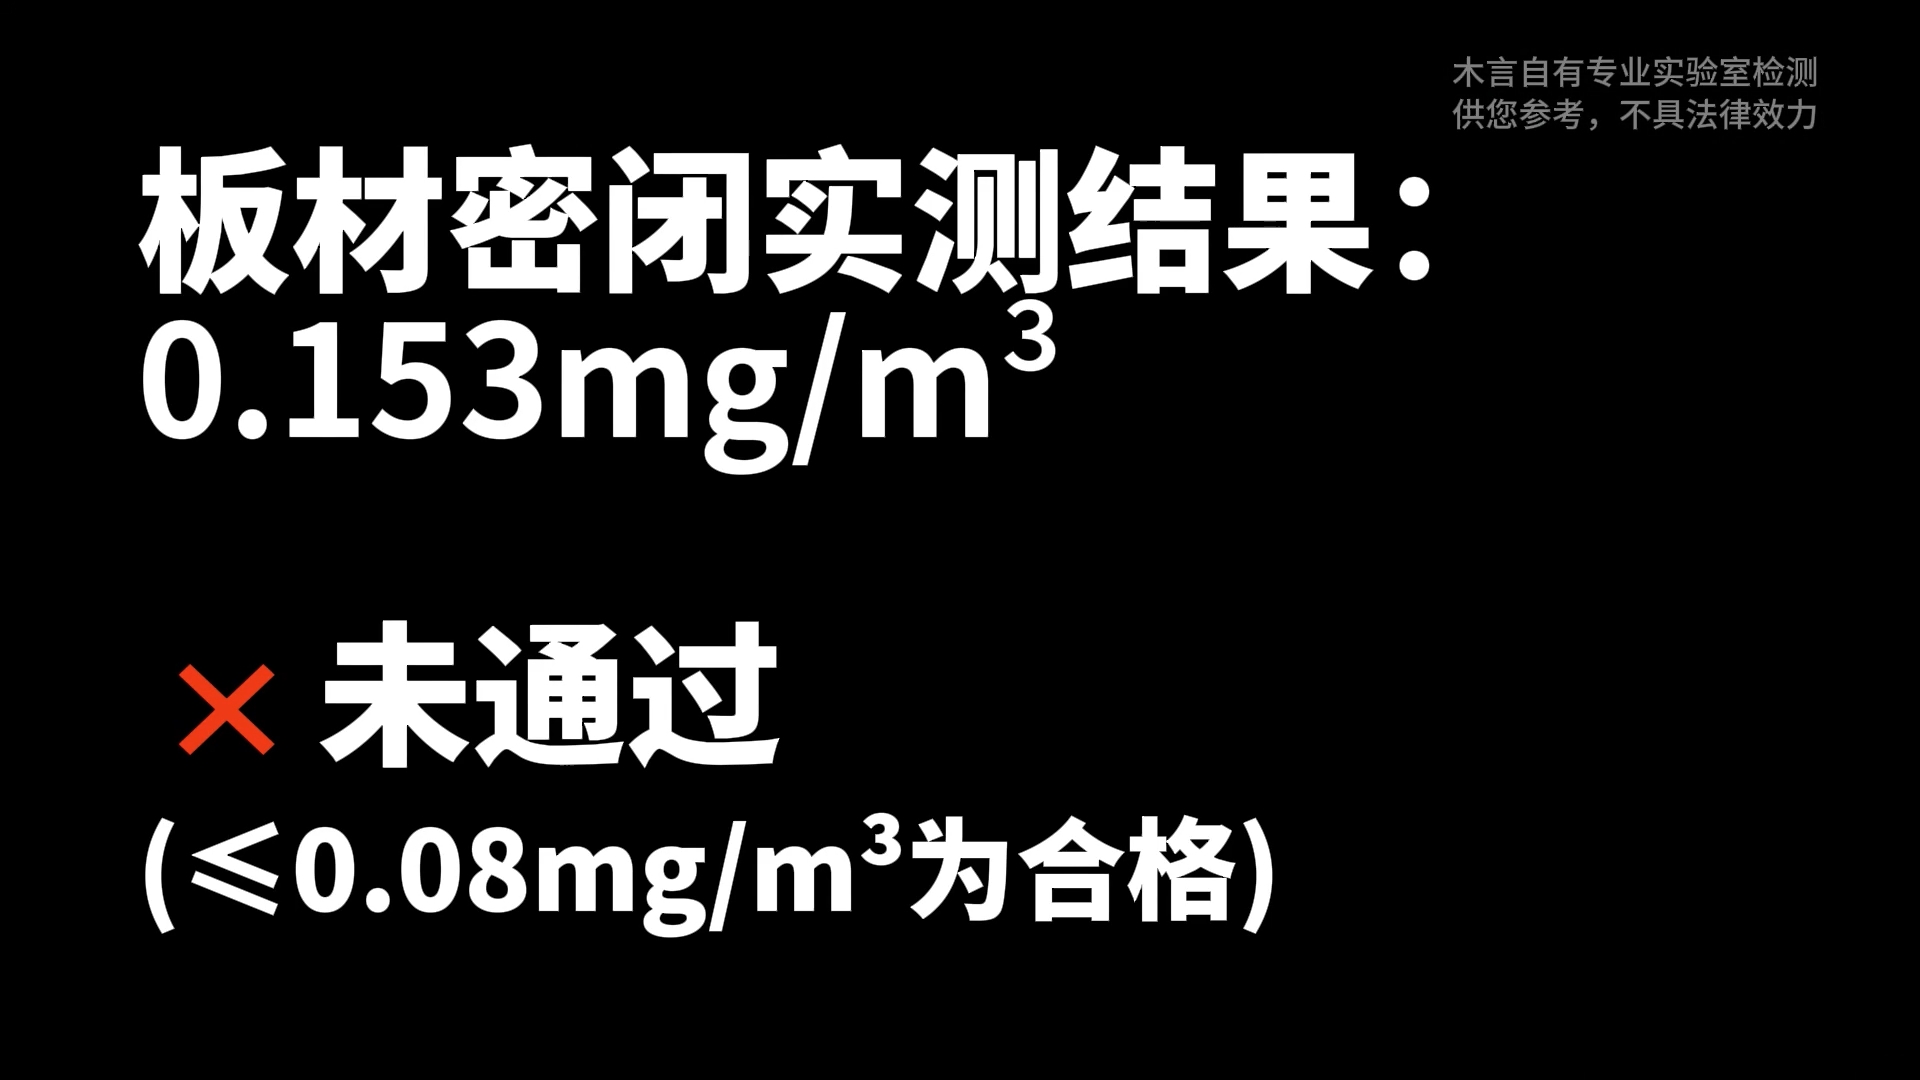 木言自有专业实验室检测
供您参考，不具法律效力
板材密闭实测结果：
0.153mg/m³
×未通过
(≤0.08mg/m³为合格)